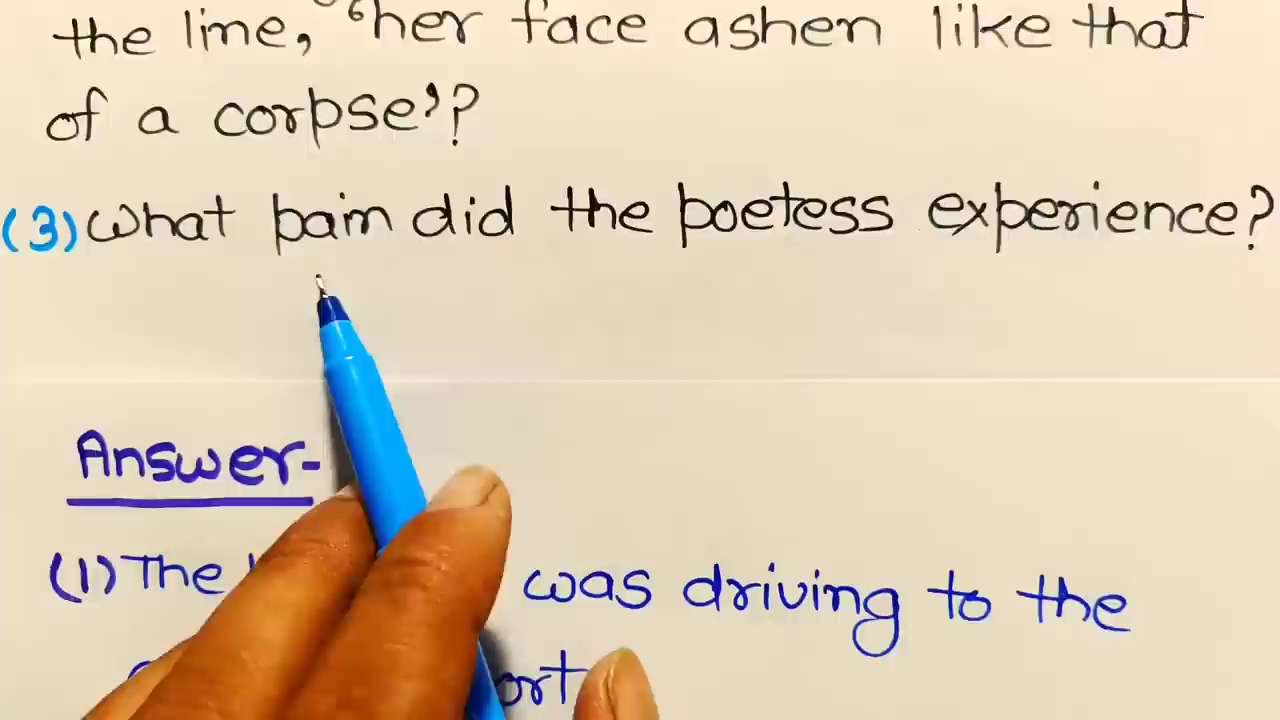 the line, ‘her face ashen like that
of a corpse’?
(3) What pain did the poetess experience?
Answer-
(1) The was driving to the